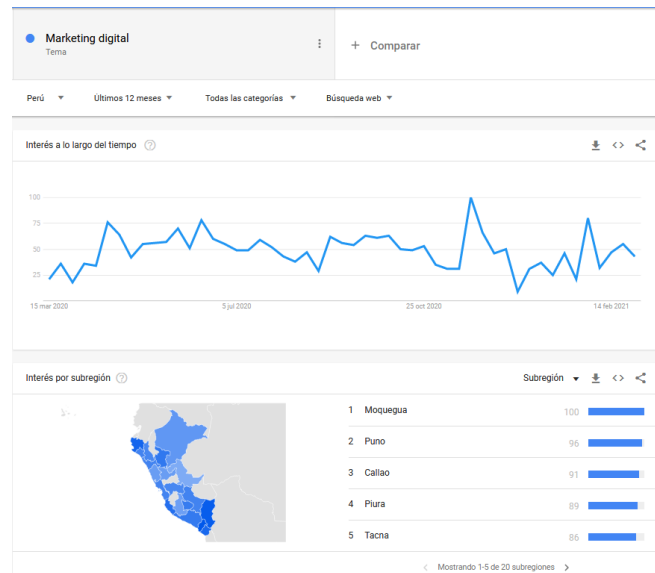 Marketing digital
Tema
+ Comparar
Perú
Últimos 12 meses
Todas las categorías
Búsqueda web
Interés a lo largo del tiempo
100
75
50
25
15 mar 2020
5 jul 2020
25 oct 2020
14 feb 2021
Interés por subregión
Subregión
1 Moquegua 100
2 Puno 96
3 Callao 91
4 Piura 89
5 Tacna 86
Mostrando 1-5 de 20 subregiones